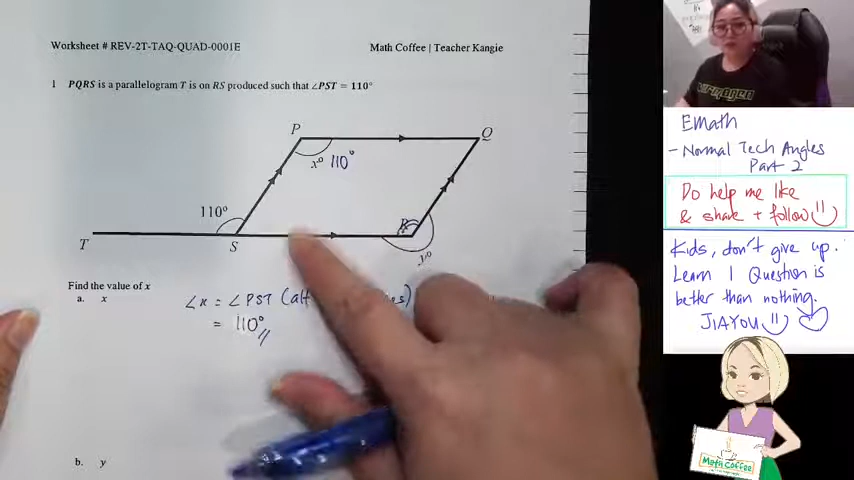 Worksheet # REV-2T-TAQ-QUAD-0001E
Math Coffee | Teacher Kangie
1 PQRS is a parallelogram T is on RS produced such that ∠PST = 110°
P
Q
x° 110°
110°
R
T
S
y°
Find the value of x
a. x
∠x = ∠PST (alt
= 110°
b. y
Emath
- Normal Tech Angles
Part 2
Do help me like
& share + follow
Kids, don't give up.
Learn 1 Question is
better than nothing.
JIAYOU
Math Coffee